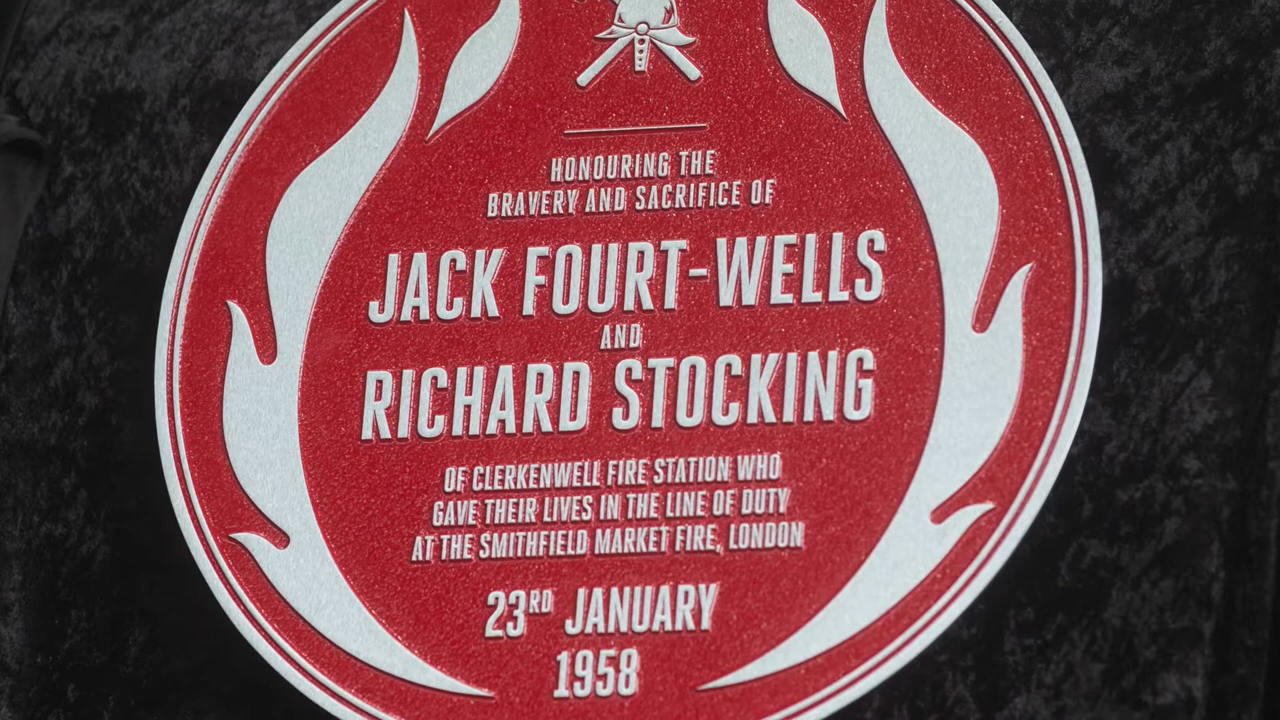 HONOURING THE
BRAVERY AND SACRIFICE OF
JACK FOURT-WELLS
AND
RICHARD STOCKING
OF CLERKENWELL FIRE STATION WHO
GAVE THEIR LIVES IN THE LINE OF DUTY
AT THE SMITHFIELD MARKET FIRE, LONDON
23RD JANUARY
1958